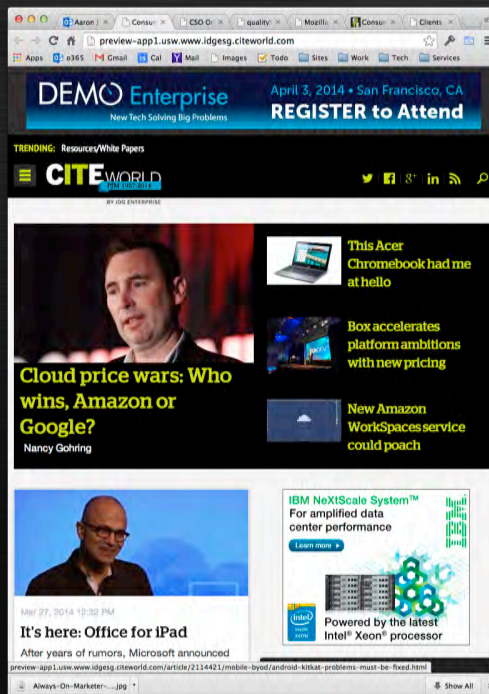 Aaron J
Consum
CSO O
quality
Mozilla
Consum
Clients
preview-app1.usw.www.idgesg.citeworld.com
Apps o365 Gmail Cal Mail Images Todo Sites Work Tech Services
DEMO Enterprise
New Tech Solving Big Problems
April 3, 2014 • San Francisco, CA
REGISTER to Attend
TRENDING: Resources/White Papers
CITEWORLD
BY IDG ENTERPRISE
Cloud price wars: Who
wins, Amazon or
Google?
Nancy Gohring
This Acer
Chromebook had me
at hello
Box accelerates
platform ambitions
with new pricing
New Amazon
WorkSpaces service
could poach
Mar 27, 2014 12:32 PM
It's here: Office for iPad
After years of rumors, Microsoft announced
IBM NeXtScale System™
For amplified data
center performance
Learn more
IBM
intel
XEON
Powered by the latest
Intel® Xeon® processor
preview-app1.usw.www.idgesg.citeworld.com/article/2114421/mobile-byod/android-kitkat-problems-must-be-fixed.html
Always-On-Marketer-....jpg
Show All